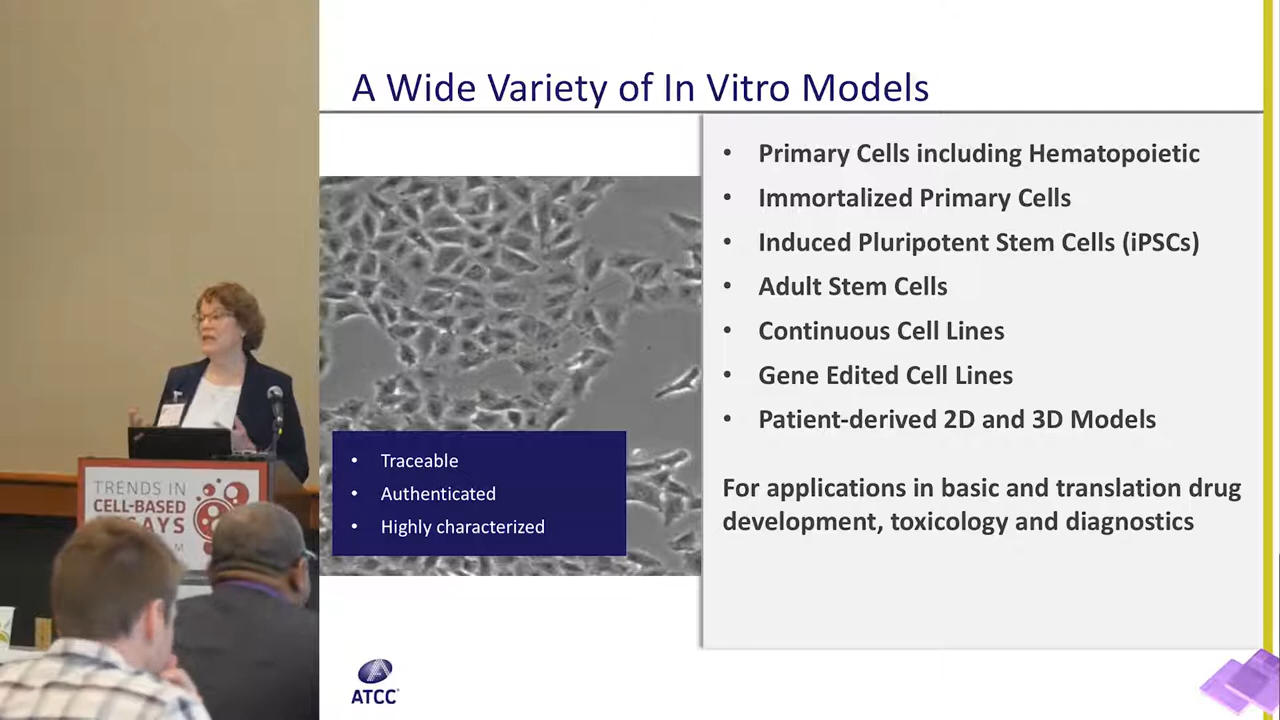 A Wide Variety of In Vitro Models
• Primary Cells including Hematopoietic
• Immortalized Primary Cells
• Induced Pluripotent Stem Cells (iPSCs)
• Adult Stem Cells
• Continuous Cell Lines
• Gene Edited Cell Lines
• Patient-derived 2D and 3D Models
For applications in basic and translation drug
development, toxicology and diagnostics
• Traceable
• Authenticated
• Highly characterized
TRENDS IN
CELL-BASED
ATCC